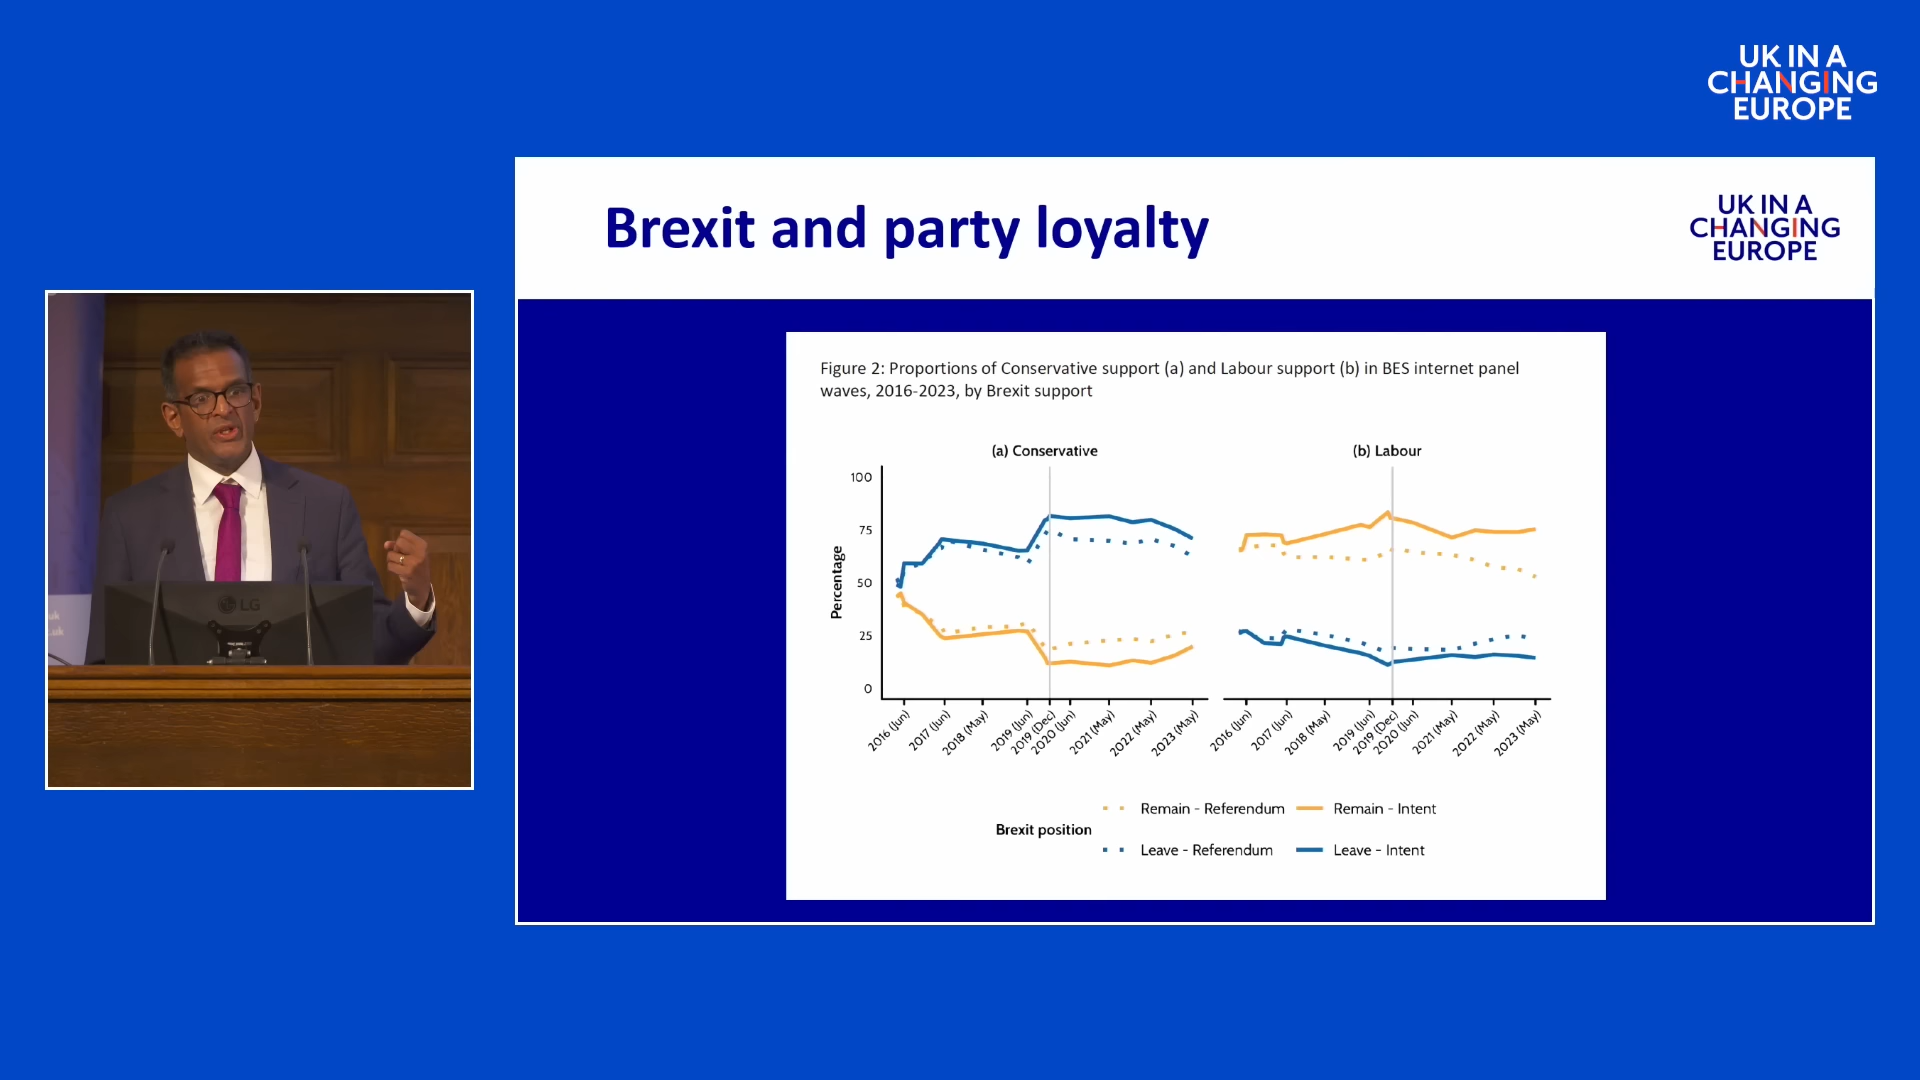 UK IN A
CHANGING
EUROPE
Brexit and party loyalty
UK IN A
CHANGING
EUROPE
Figure 2: Proportions of Conservative support (a) and Labour support (b) in BES internet panel
waves, 2016-2023, by Brexit support
(a) Conservative
(b) Labour
Percentage
100
75
50
25
0
2016 (Jun)
2017 (Jun)
2018 (May)
2019 (Jun)
2019 (Dec)
2020 (Jun)
2021 (May)
2022 (May)
2023 (May)
2016 (Jun)
2017 (Jun)
2018 (May)
2019 (Jun)
2019 (Dec)
2020 (Jun)
2021 (May)
2022 (May)
2023 (May)
Brexit position
Remain - Referendum
Remain - Intent
Leave - Referendum
Leave - Intent
LG